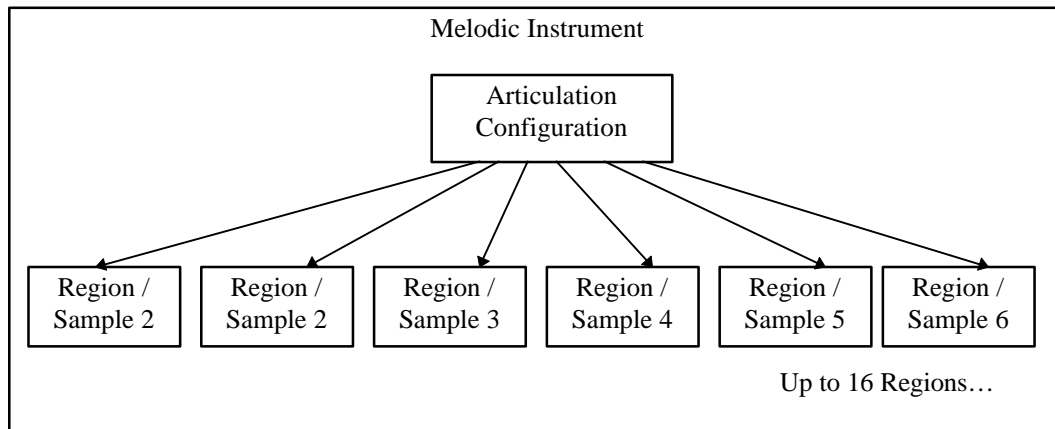 Melodic Instrument
Articulation
Configuration
Region /
Sample 2
Region /
Sample 2
Region /
Sample 3
Region /
Sample 4
Region /
Sample 5
Region /
Sample 6
Up to 16 Regions…